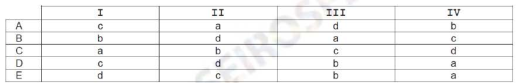 I II III IV
A c a d b
B b d a c
C a b c d
D c d b a
E d c b a